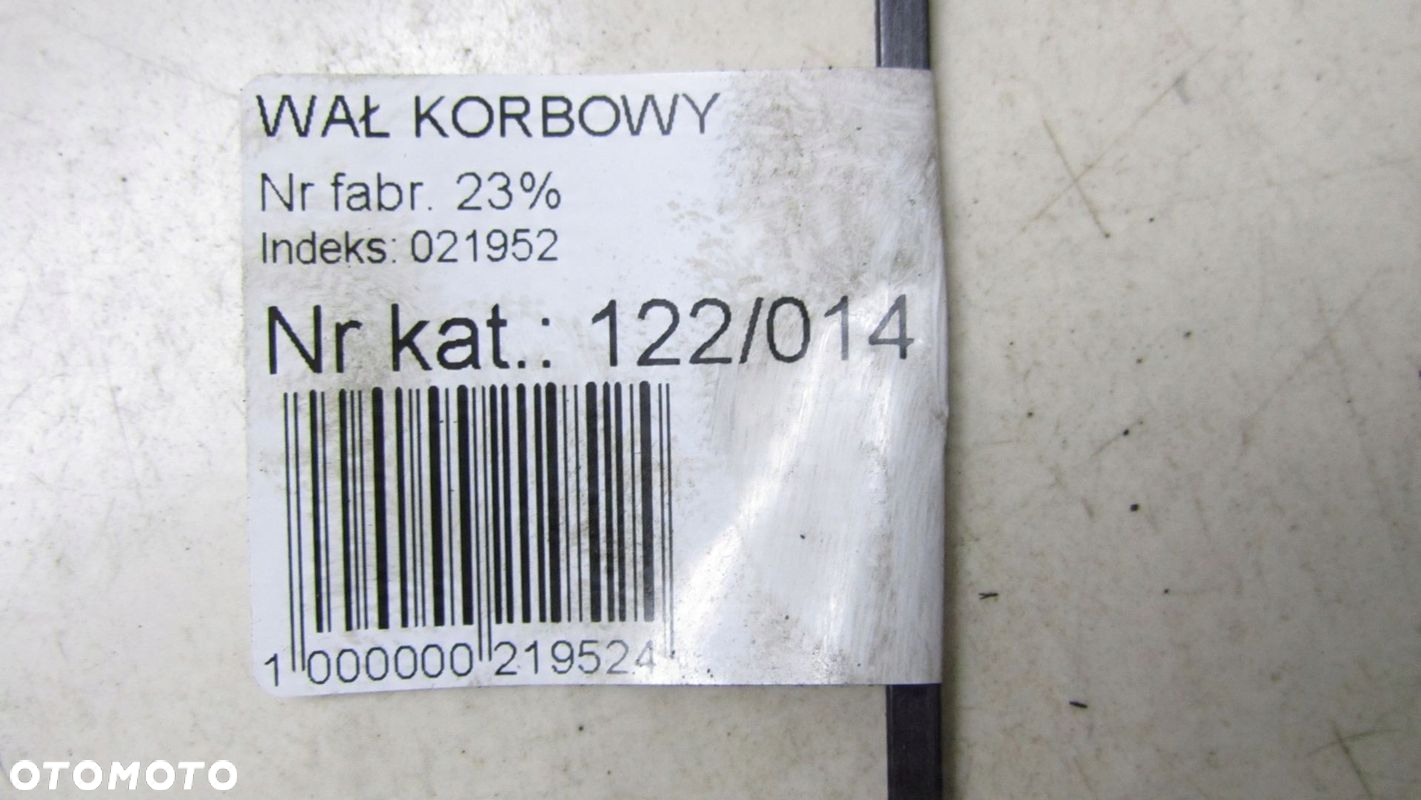 WAŁ KORBOWY
Nr fabr. 23%
Indeks: 021952
Nr kat.: 122/014
1 000000 219524
OTOMOTO